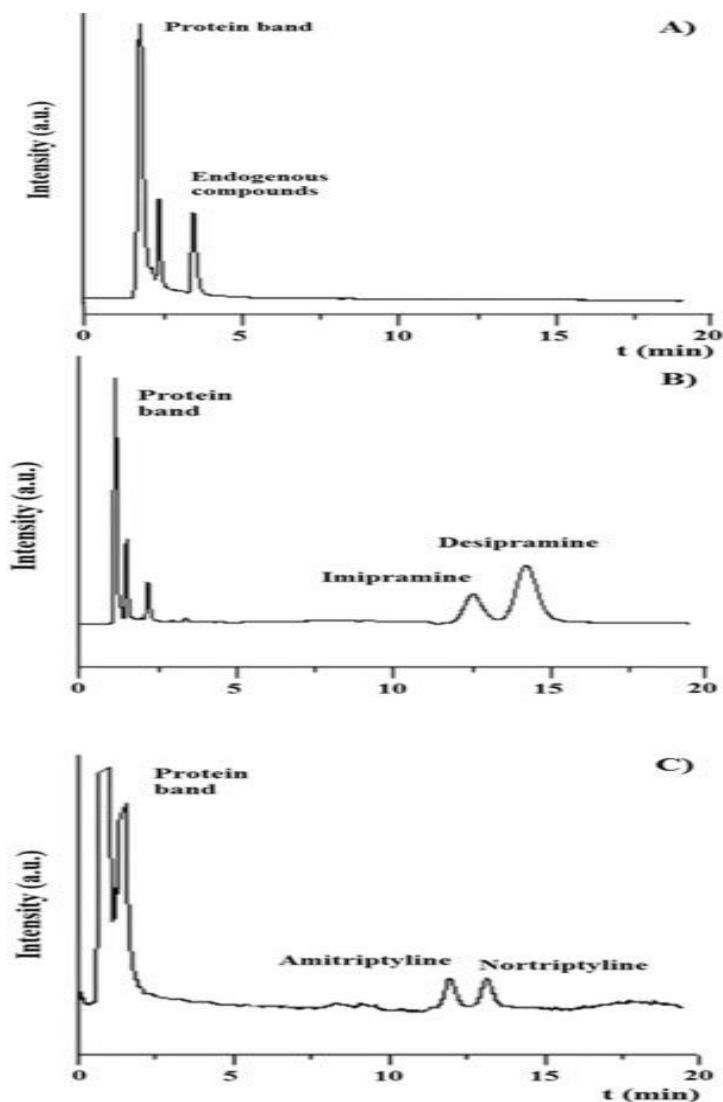 A)
Protein band
Endogenous
compounds
Intensity (a.u.)
0 5 10 15 20
t (min)
B)
Protein
band
Desipramine
Imipramine
Intensity (a.u.)
0 5 10 15 20
C)
Protein
band
Amitriptyline Nortriptyline
Intensity (a.u.)
0 5 10 15 20
t (min)